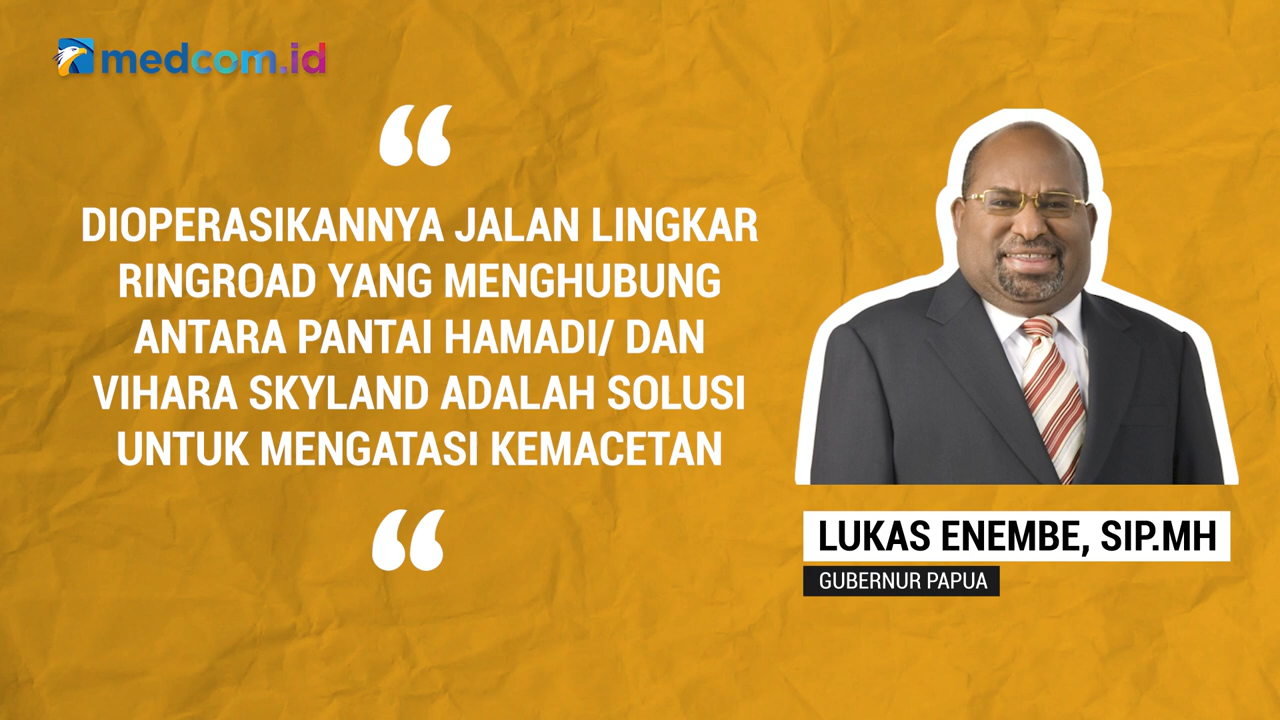 medcom.id
“
DIOPERASIKANNYA JALAN LINGKAR
RINGROAD YANG MENGHUBUNG
ANTARA PANTAI HAMADI/ DAN
VIHARA SKYLAND ADALAH SOLUSI
UNTUK MENGATASI KEMACETAN
“
LUKAS ENEMBE, SIP.MH
GUBERNUR PAPUA